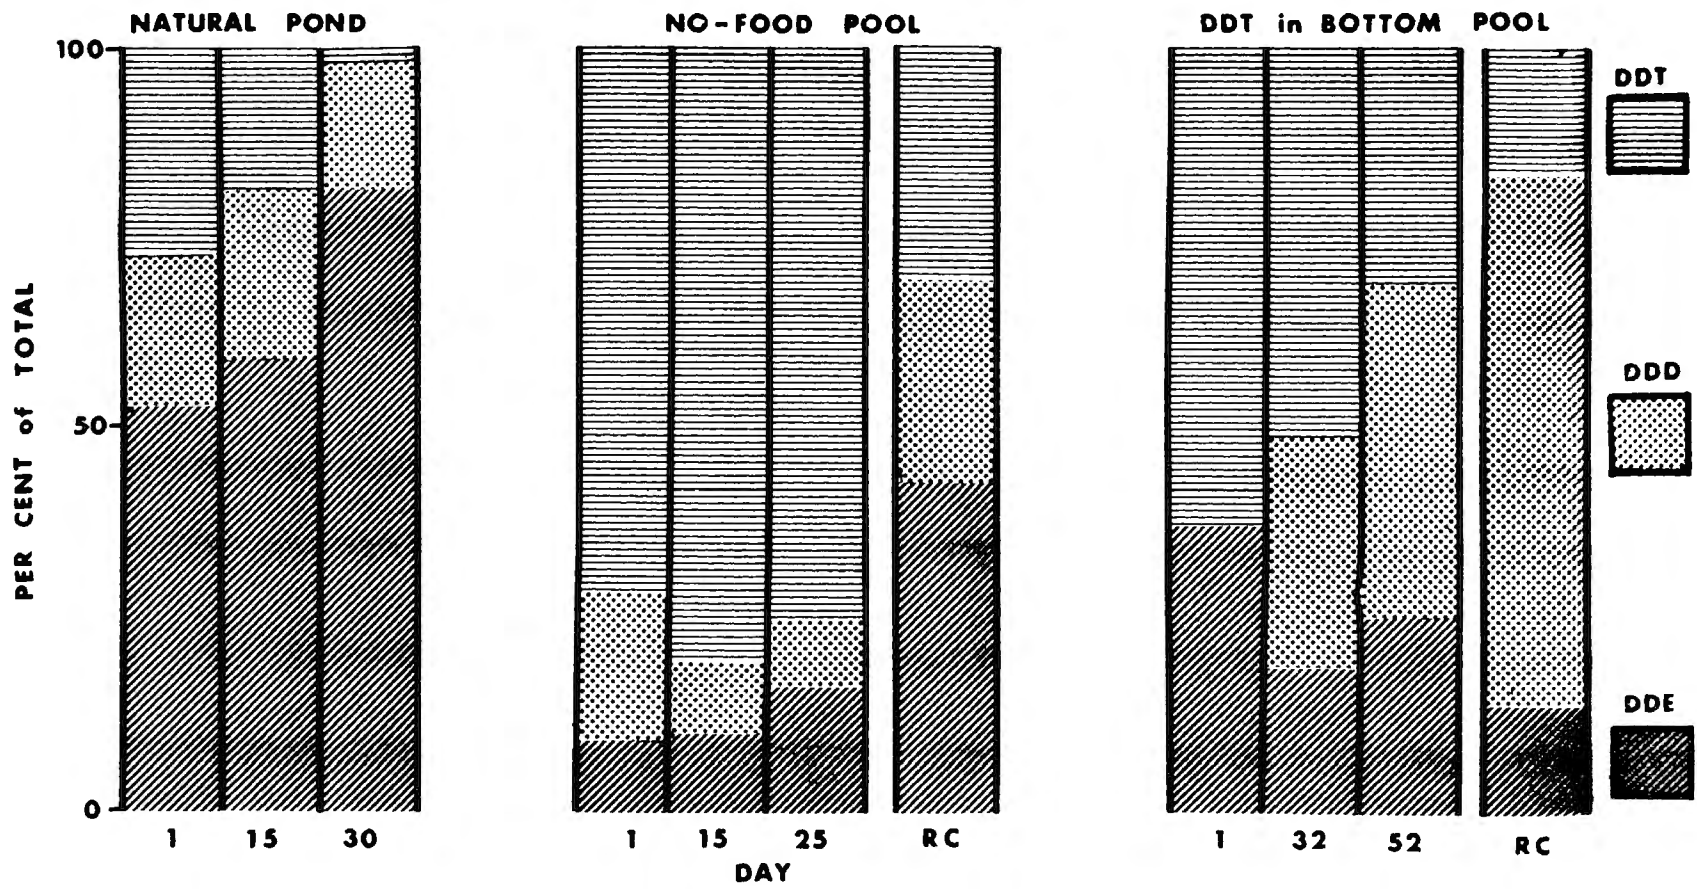 NATURAL POND
NO-FOOD POOL
DDT in BOTTOM POOL
100
50
0
PER CENT of TOTAL
1 15 30
1 15 25 RC
1 32 52 RC
DAY
DDT
DDD
DDE